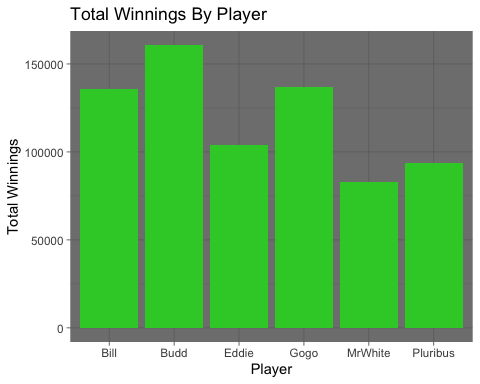 Total Winnings By Player
Total Winnings
150000
100000
50000
0
Bill Budd Eddie Gogo MrWhite Pluribus
Player